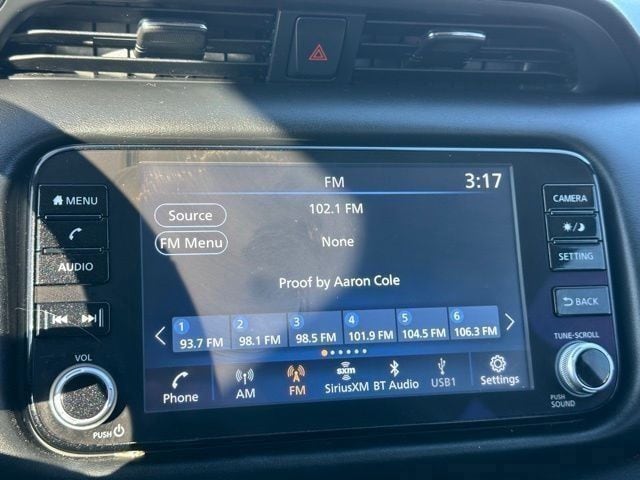 FM 3:17
MENU
CAMERA
Source
102.1 FM
FM Menu
None
AUDIO
SETTING
Proof by Aaron Cole
BACK
1 2 3 4 5 6
93.7 FM 98.1 FM 98.5 FM 101.9 FM 104.5 FM 106.3 FM
VOL
TUNE-SCROLL
sxm
Phone AM FM SiriusXM BT Audio USB1 Settings
PUSH
PUSH
SOUND